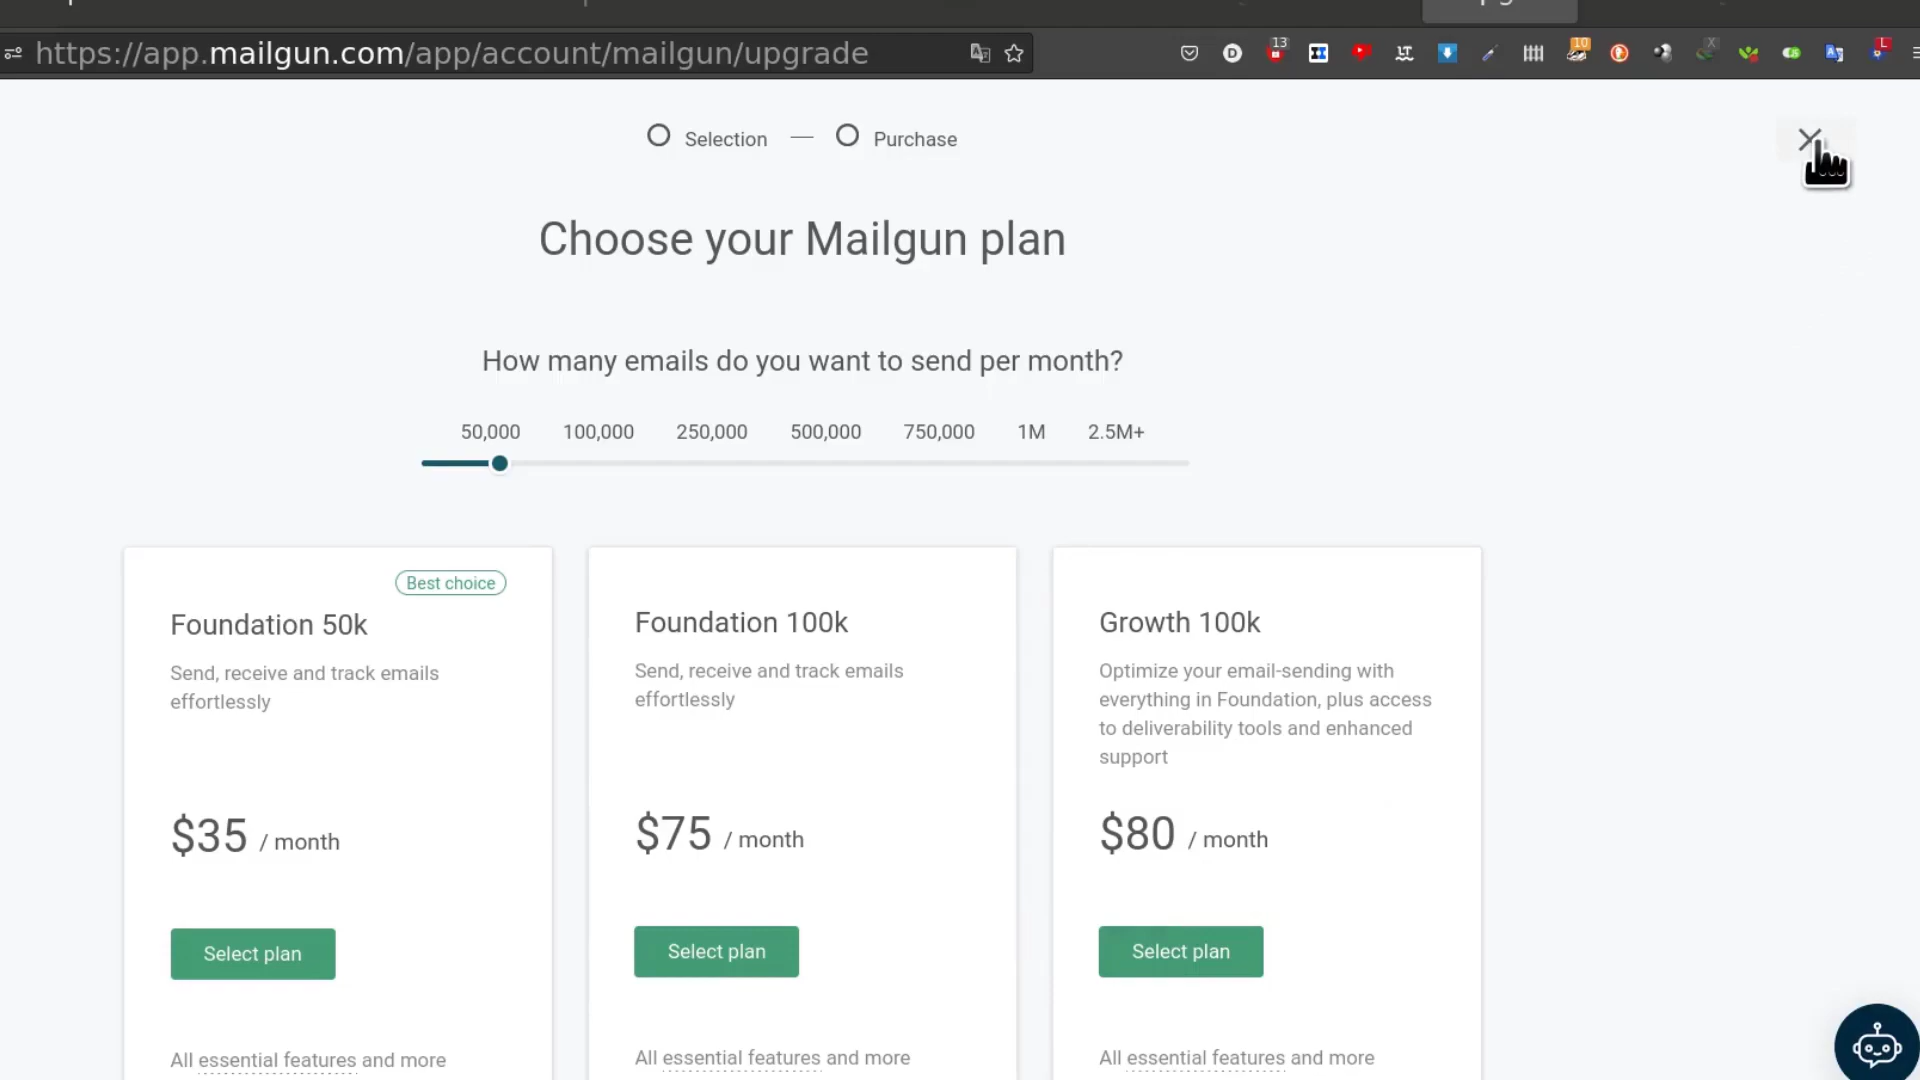 https://app.mailgun.com/app/account/mailgun/upgrade
13
10
X
L
Selection — Purchase
Choose your Mailgun plan
How many emails do you want to send per month?
50,000 100,000 250,000 500,000 750,000 1M 2.5M+
Best choice
Foundation 50k
Send, receive and track emails
effortlessly
$35 / month
Select plan
All essential features and more
Foundation 100k
Send, receive and track emails
effortlessly
$75 / month
Select plan
All essential features and more
Growth 100k
Optimize your email-sending with
everything in Foundation, plus access
to deliverability tools and enhanced
support
$80 / month
Select plan
All essential features and more